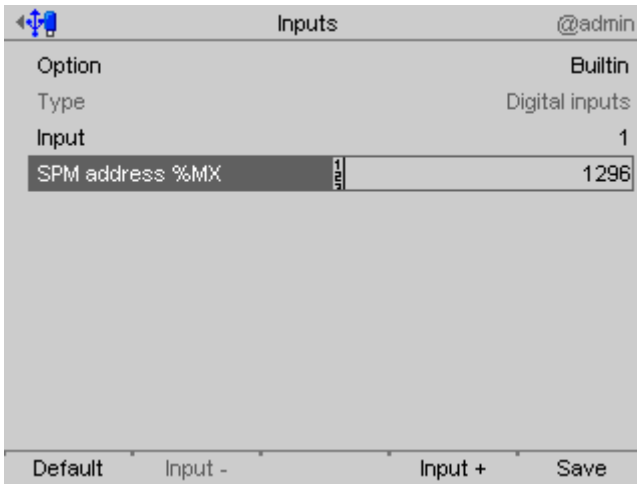 Inputs @admin
Option Builtin
Type Digital inputs
Input 1
SPM address %MX 1296
Default Input - Input + Save